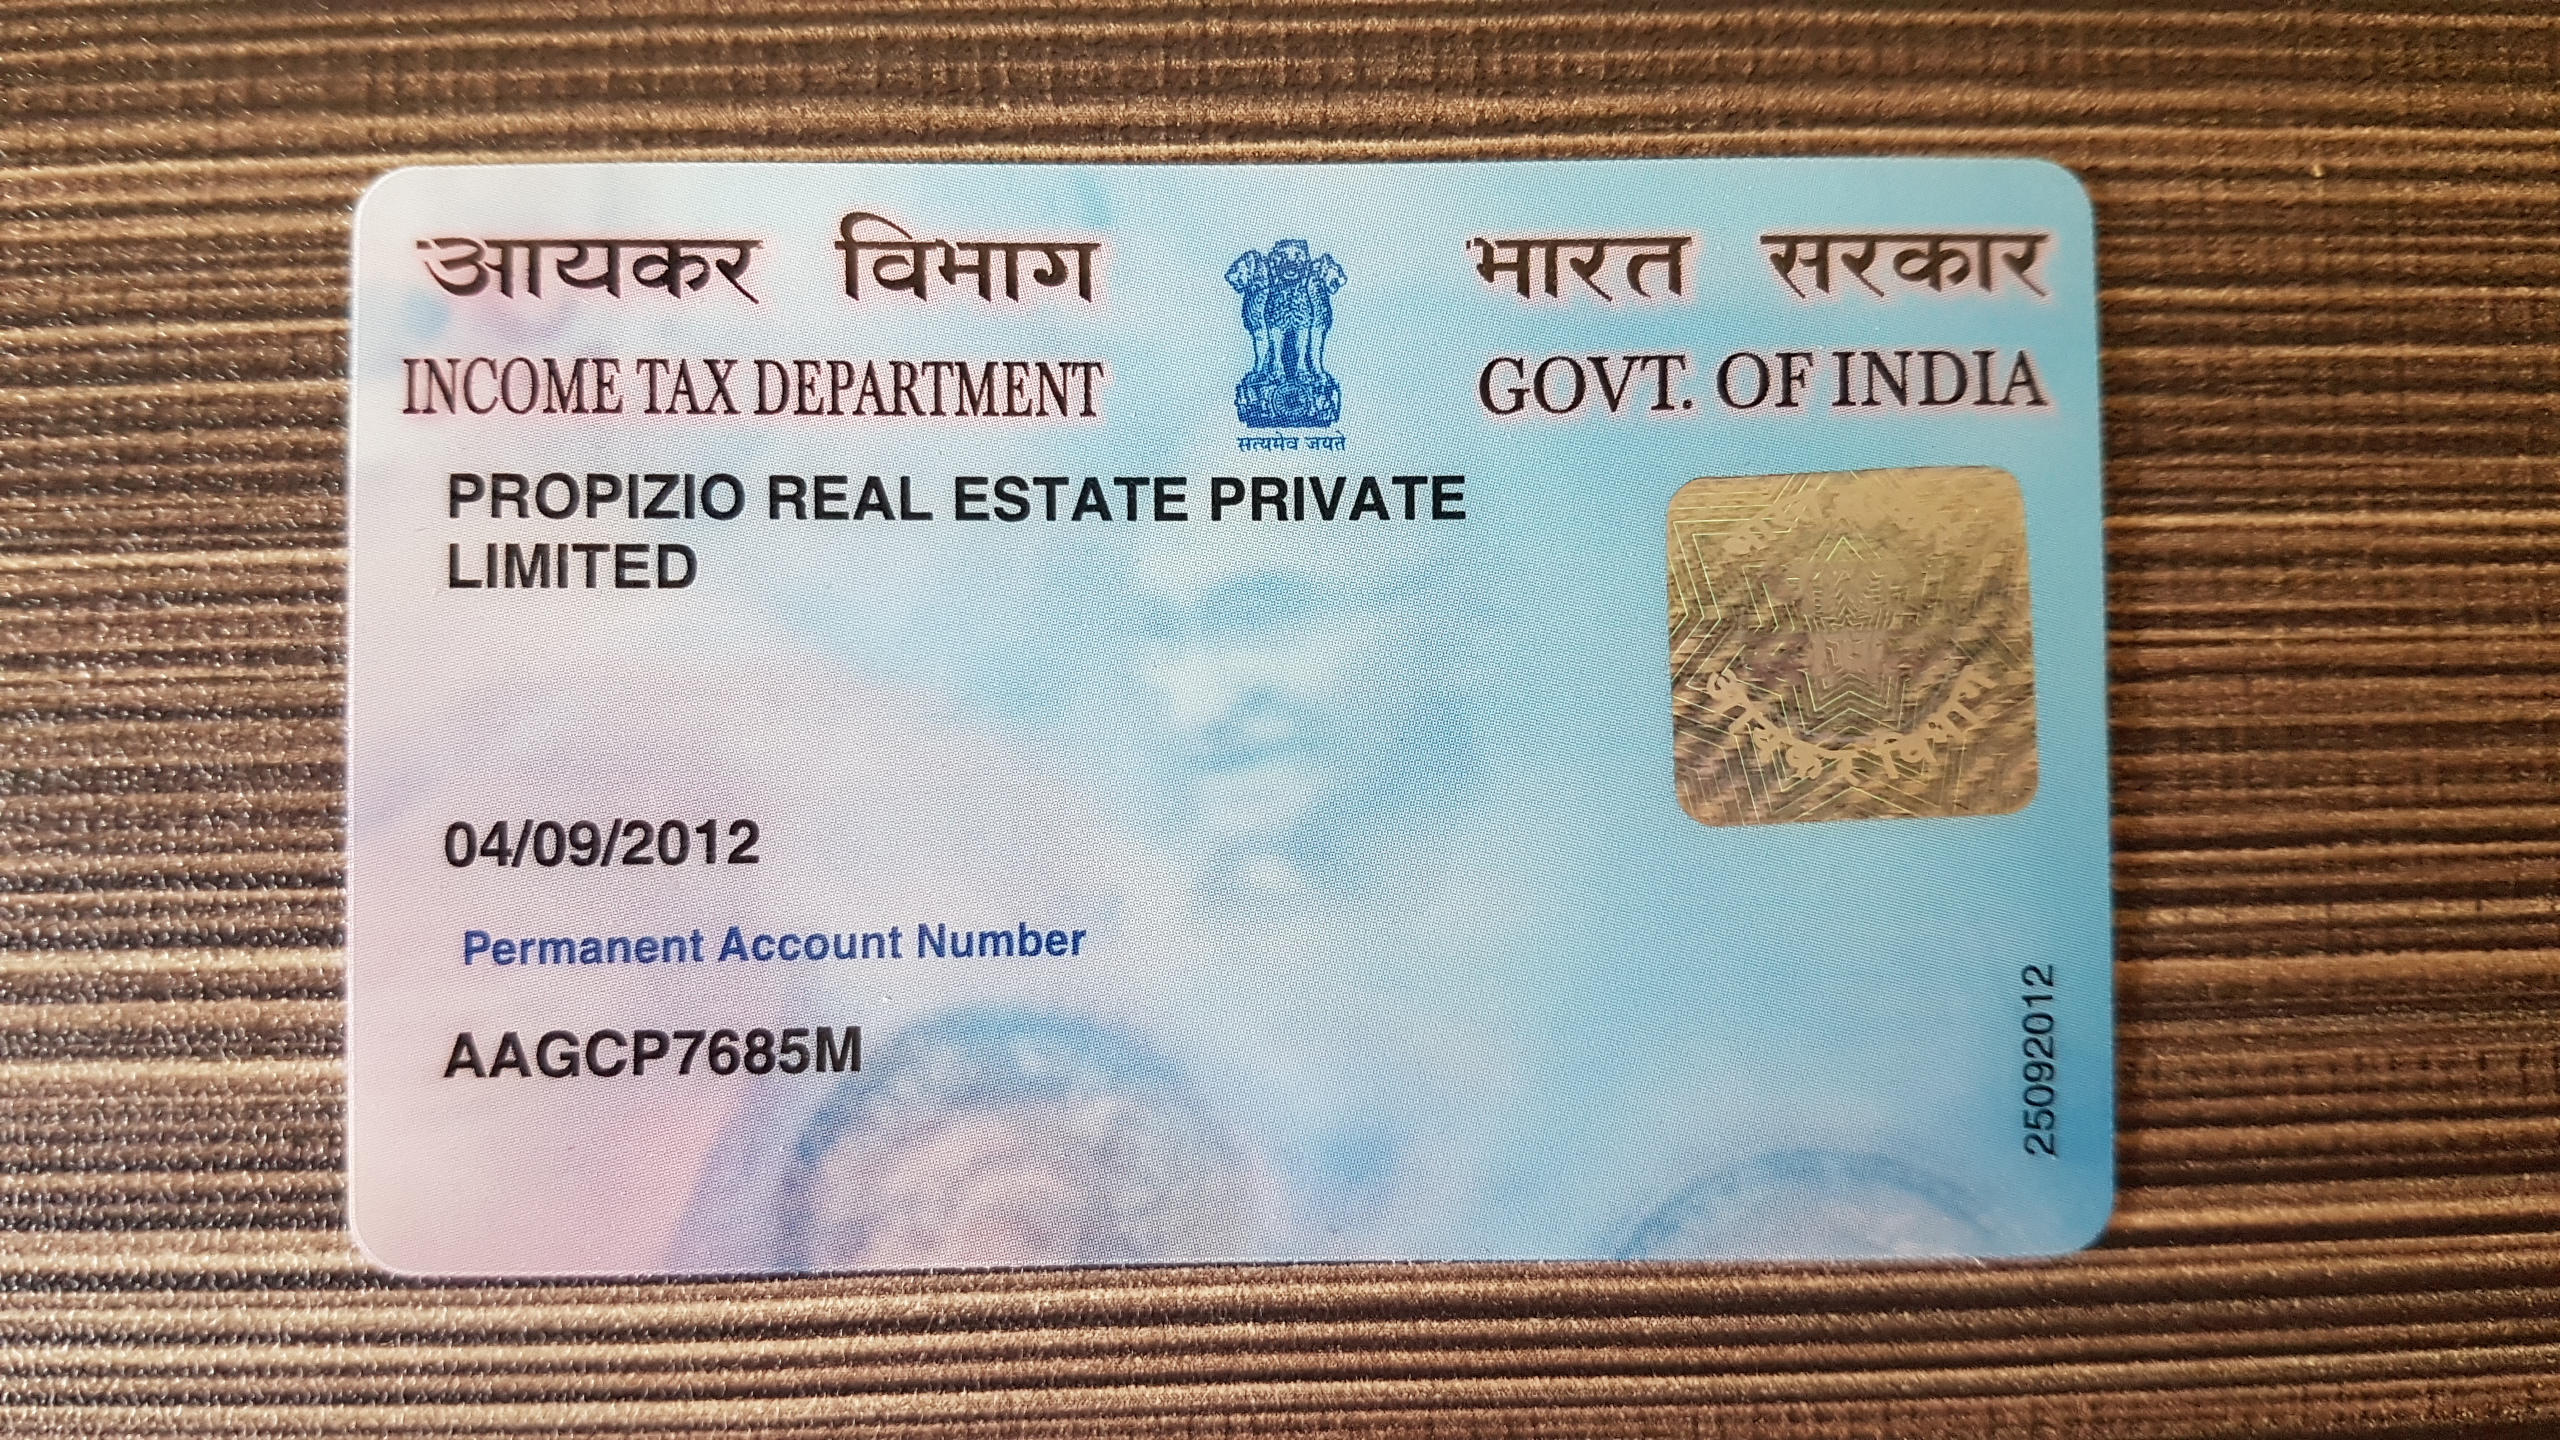 आयकर विभाग भारत सरकार
INCOME TAX DEPARTMENT GOVT. OF INDIA
सत्यमेव जयते
PROPIZIO REAL ESTATE PRIVATE
LIMITED
04/09/2012
Permanent Account Number
AAGCP7685M
25092012